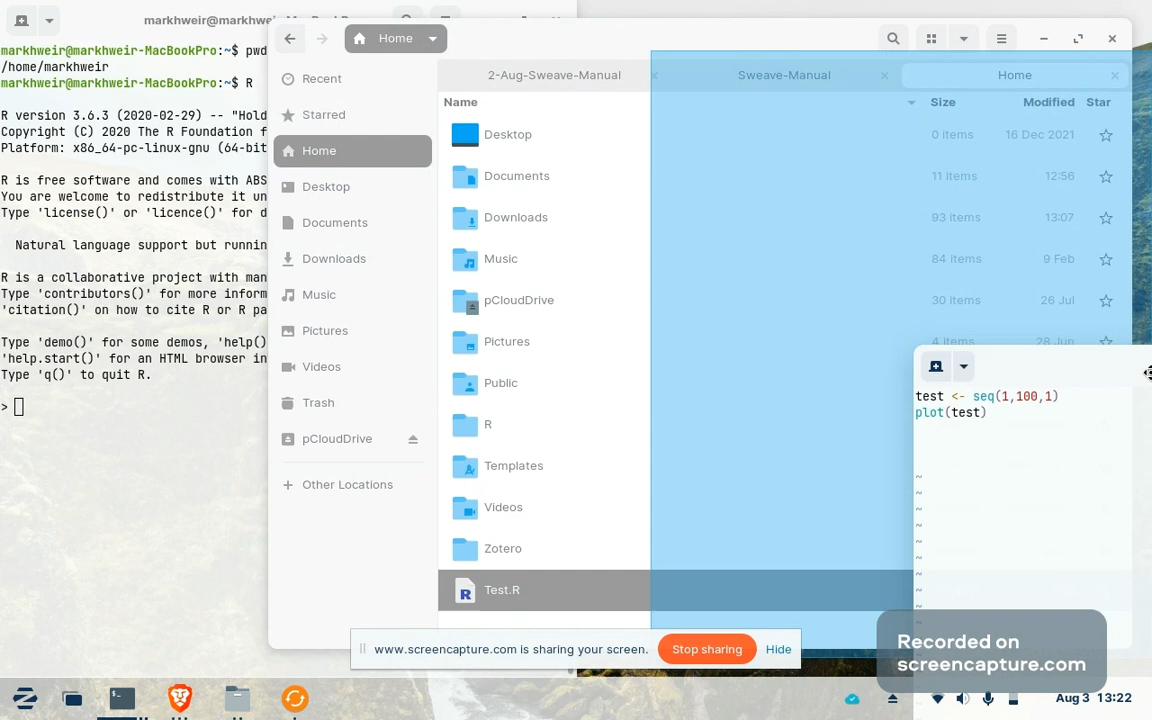 markhweir@markhweir-MacBookPro:~$ pwd
/home/markhweir
markhweir@markhweir-MacBookPro:~$ R
R version 3.6.3 (2020-02-29) -- "Hold
Copyright (C) 2020 The R Foundation f
Platform: x86_64-pc-linux-gnu (64-bit
R is free software and comes with ABS
You are welcome to redistribute it un
Type 'license()' or 'licence()' for d
Natural language support but runnin
R is a collaborative project with man
Type 'contributors()' for more inform
'citation()' on how to cite R or R pa
Type 'demo()' for some demos, 'help()
'help.start()' for an HTML browser in
Type 'q()' to quit R.
>
Home
Recent
Starred
Home
Desktop
Documents
Downloads
Music
Pictures
Videos
Trash
pCloudDrive
Other Locations
2-Aug-Sweave-Manual Sweave-Manual Home
Name Size Modified Star
Desktop 0 items 16 Dec 2021
Documents 11 items 12:56
Downloads 93 items 13:07
Music 84 items 9 Feb
pCloudDrive 30 items 26 Jul
Pictures 4 items 28 Jun
Public
R
Templates
Videos
Zotero
Test.R
test <- seq(1,100,1)
plot(test)
~
~
~
~
~
~
~
~
~
www.screencapture.com is sharing your screen. Stop sharing Hide
Recorded on
screencapture.com
Aug 3 13:22